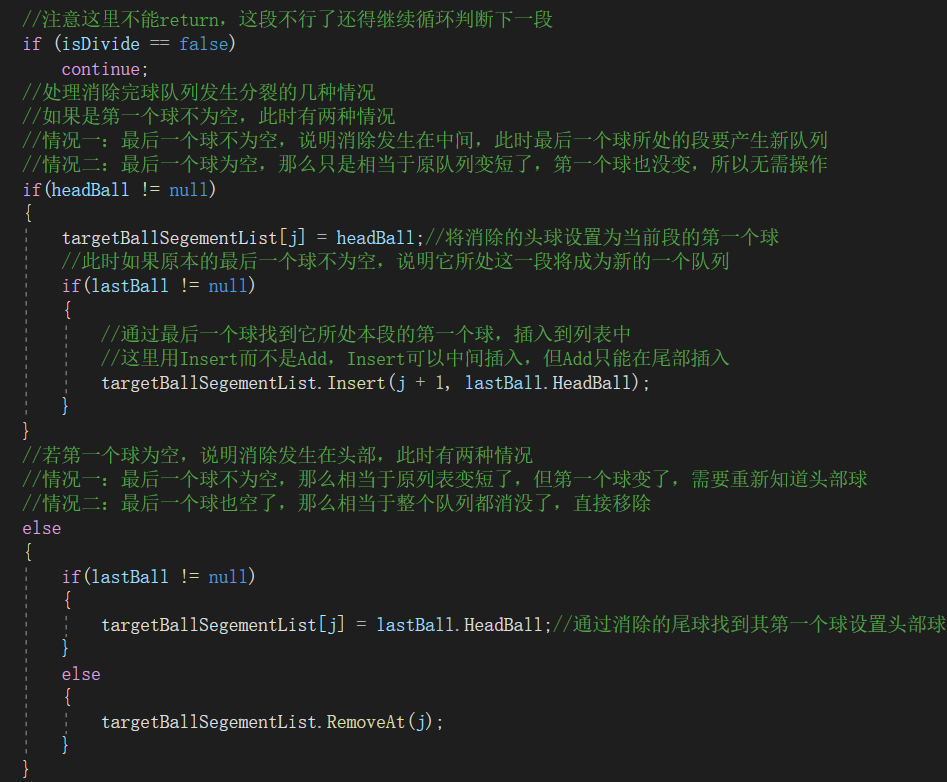 //注意这里不能return，这段不行了还得继续循环判断下一段
if (isDivide == false)
    continue;
//处理消除完球队列发生分裂的几种情况
//如果是第一个球不为空，此时有两种情况
//情况一：最后一个球不为空，说明消除发生在中间，此时最后一个球所处的段要产生新队列
//情况二：最后一个球为空，那么只是相当于原队列变短了，第一个球也没变，所以无需操作
if(headBall != null)
{
    targetBallSegementList[j] = headBall;//将消除的头球设置为当前段的第一个球
    //此时如果原本的最后一个球不为空，说明它所处这一段将成为新的一个队列
    if(lastBall != null)
    {
        //通过最后一个球找到它所处本段的第一个球，插入到列表中
        //这里用Insert而不是Add，Insert可以中间插入，但Add只能在尾部插入
        targetBallSegementList.Insert(j + 1, lastBall.HeadBall);
    }
}
//若第一个球为空，说明消除发生在头部，此时有两种情况
//情况一：最后一个球不为空，那么相当于原列表变短了，但第一个球变了，需要重新知道头部球
//情况二：最后一个球也空了，那么相当于整个队列都消没了，直接移除
else
{
    if(lastBall != null)
    {
        targetBallSegementList[j] = lastBall.HeadBall;//通过消除的尾球找到其第一个球设置头部球
    }
    else
    {
        targetBallSegementList.RemoveAt(j);
    }
}